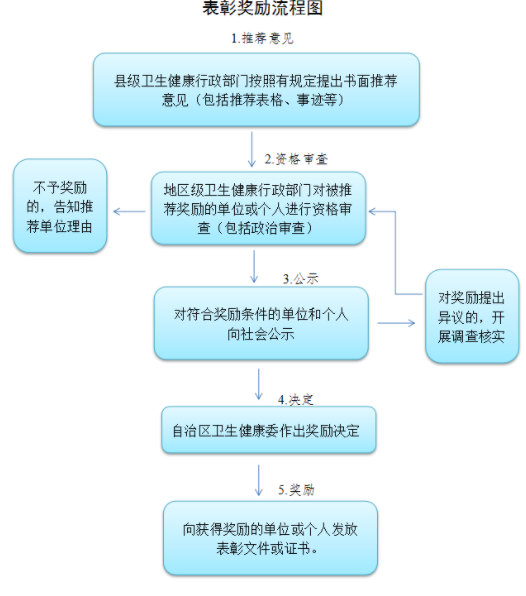 表彰奖励流程图
1.推荐意见
县级卫生健康行政部门按照有规定提出书面推荐
意见（包括推荐表格、事迹等）
2.资格审查
不予奖励
的，告知推
荐单位理由
地区级卫生健康行政部门对被推
荐奖励的单位或个人进行资格审
查（包括政治审查）
3.公示
对符合奖励条件的单位和个人
向社会公示
对奖励提出
异议的，开
展调查核实
4.决定
自治区卫生健康委作出奖励决定
5.奖励
向获得奖励的单位或个人发放
表彰文件或证书。